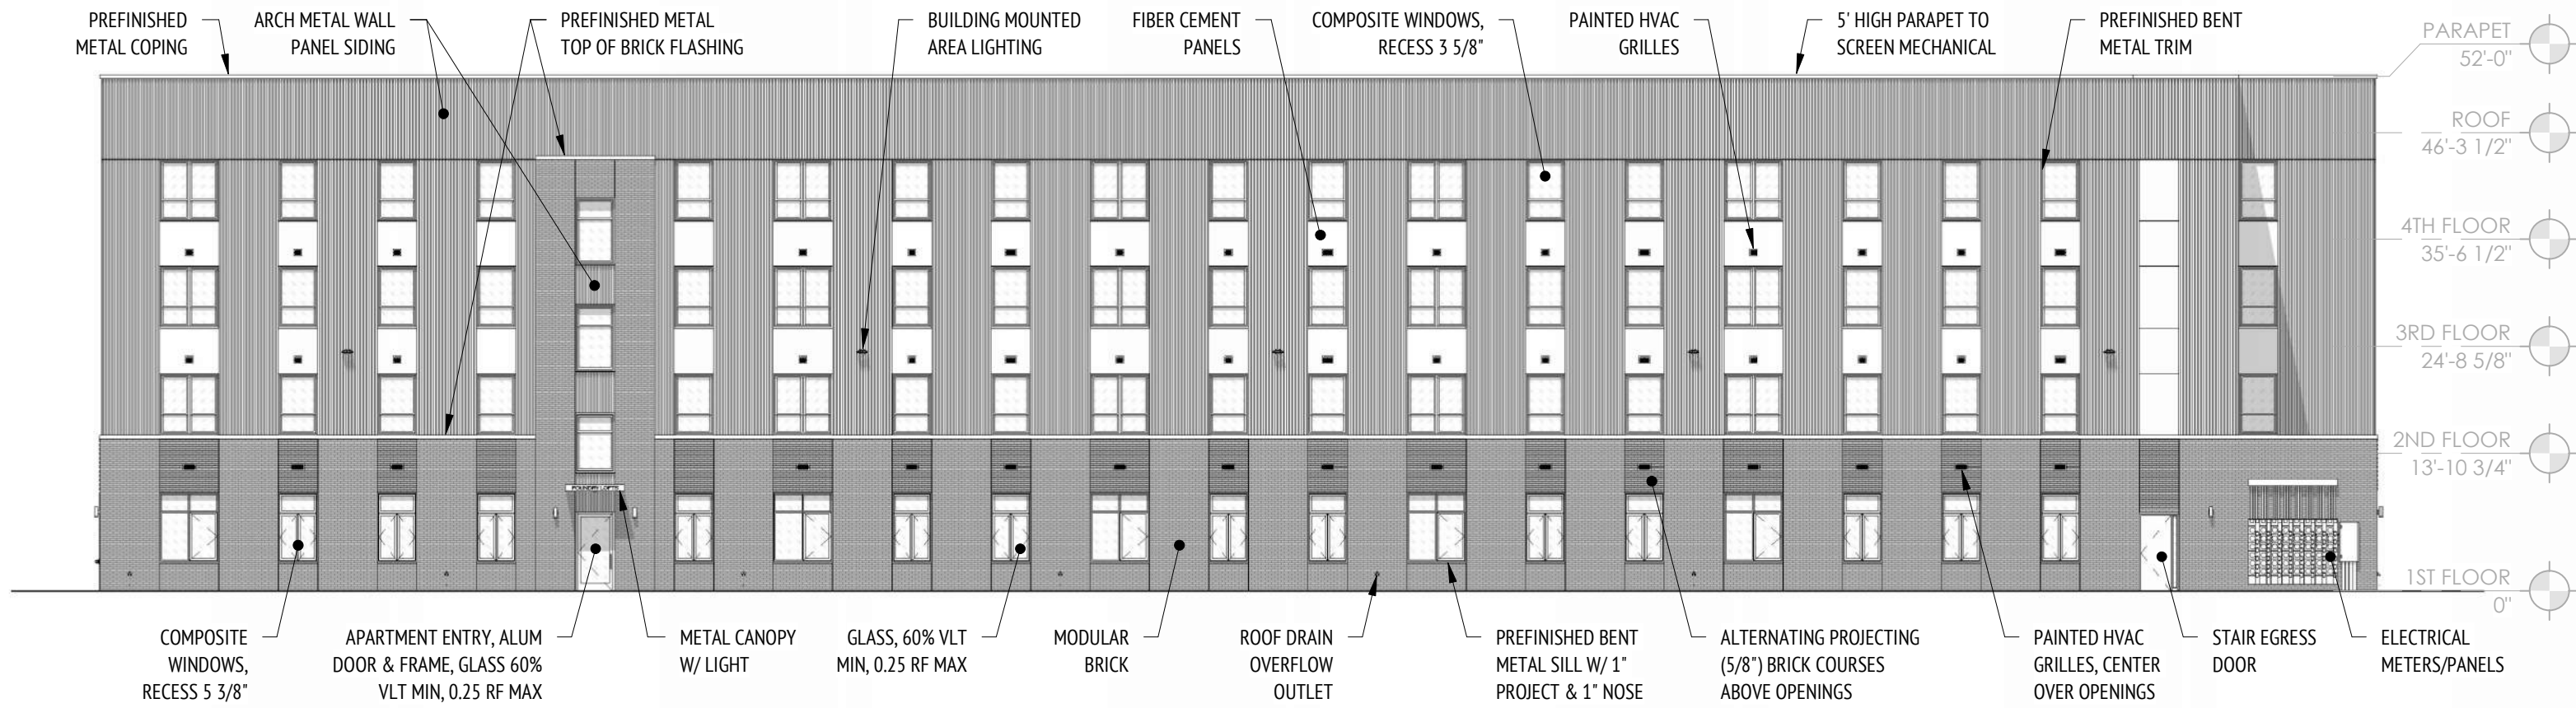 PREFINISHED
METAL COPING
ARCH METAL WALL
PANEL SIDING
PREFINISHED METAL
TOP OF BRICK FLASHING
BUILDING MOUNTED
AREA LIGHTING
FIBER CEMENT
PANELS
COMPOSITE WINDOWS,
RECESS 3 5/8"
PAINTED HVAC
GRILLES
5' HIGH PARAPET TO
SCREEN MECHANICAL
PREFINISHED BENT
METAL TRIM
PARAPET
52'-0"
ROOF
46'-3 1/2"
4TH FLOOR
35'-6 1/2"
3RD FLOOR
24'-8 5/8"
2ND FLOOR
13'-10 3/4"
1ST FLOOR
0"
FOUNDRY LOFTS
COMPOSITE
WINDOWS,
RECESS 5 3/8"
APARTMENT ENTRY, ALUM
DOOR & FRAME, GLASS 60%
VLT MIN, 0.25 RF MAX
METAL CANOPY
W/ LIGHT
GLASS, 60% VLT
MIN, 0.25 RF MAX
MODULAR
BRICK
ROOF DRAIN
OVERFLOW
OUTLET
PREFINISHED BENT
METAL SILL W/ 1"
PROJECT & 1" NOSE
ALTERNATING PROJECTING
(5/8") BRICK COURSES
ABOVE OPENINGS
PAINTED HVAC
GRILLES, CENTER
OVER OPENINGS
STAIR EGRESS
DOOR
ELECTRICAL
METERS/PANELS